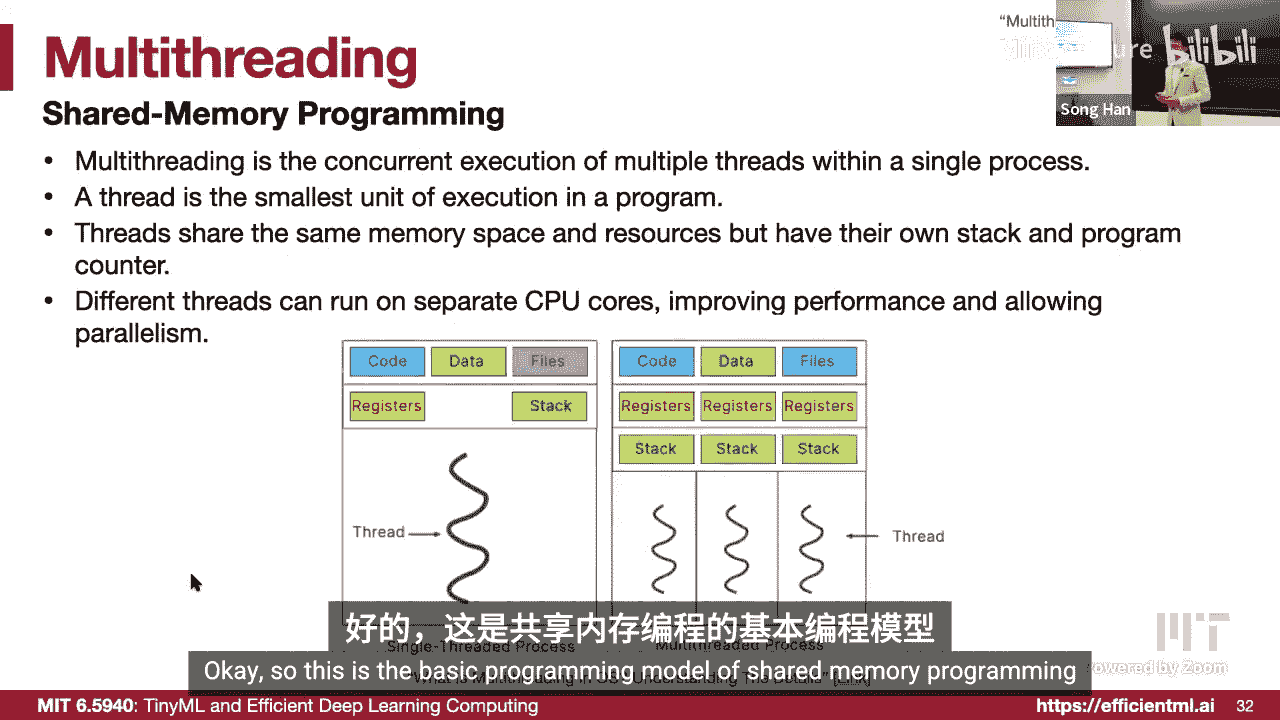 Multithreading
"Multith
bilibili
Song Han
Shared-Memory Programming
• Multithreading is the concurrent execution of multiple threads within a single process.
• A thread is the smallest unit of execution in a program.
• Threads share the same memory space and resources but have their own stack and program
counter.
• Different threads can run on separate CPU cores, improving performance and allowing
parallelism.
Code Data Files
Registers Stack
Thread
Code Data Files
Registers Registers Registers
Stack Stack Stack
Thread
Single-Threaded Process
Multithreaded Process
好的，这是共享内存编程的基本编程模型
Okay, so this is the basic programming model of shared memory programming
MIT
Powered by Zoom
MIT 6.5940: TinyML and Efficient Deep Learning Computing
https://efficientml.ai
32